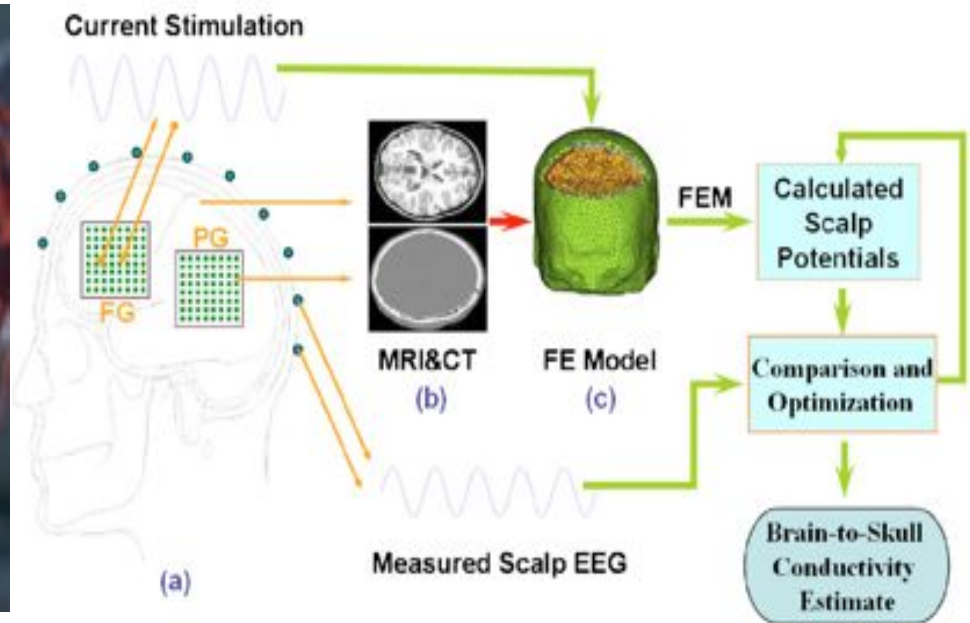 Current Stimulation
PG
FG
MRI&CT
(b)
FE Model
(c)
FEM
Calculated
Scalp
Potentials
Comparison and
Optimization
Brain-to-Skull
Conductivity
Estimate
Measured Scalp EEG
(a)